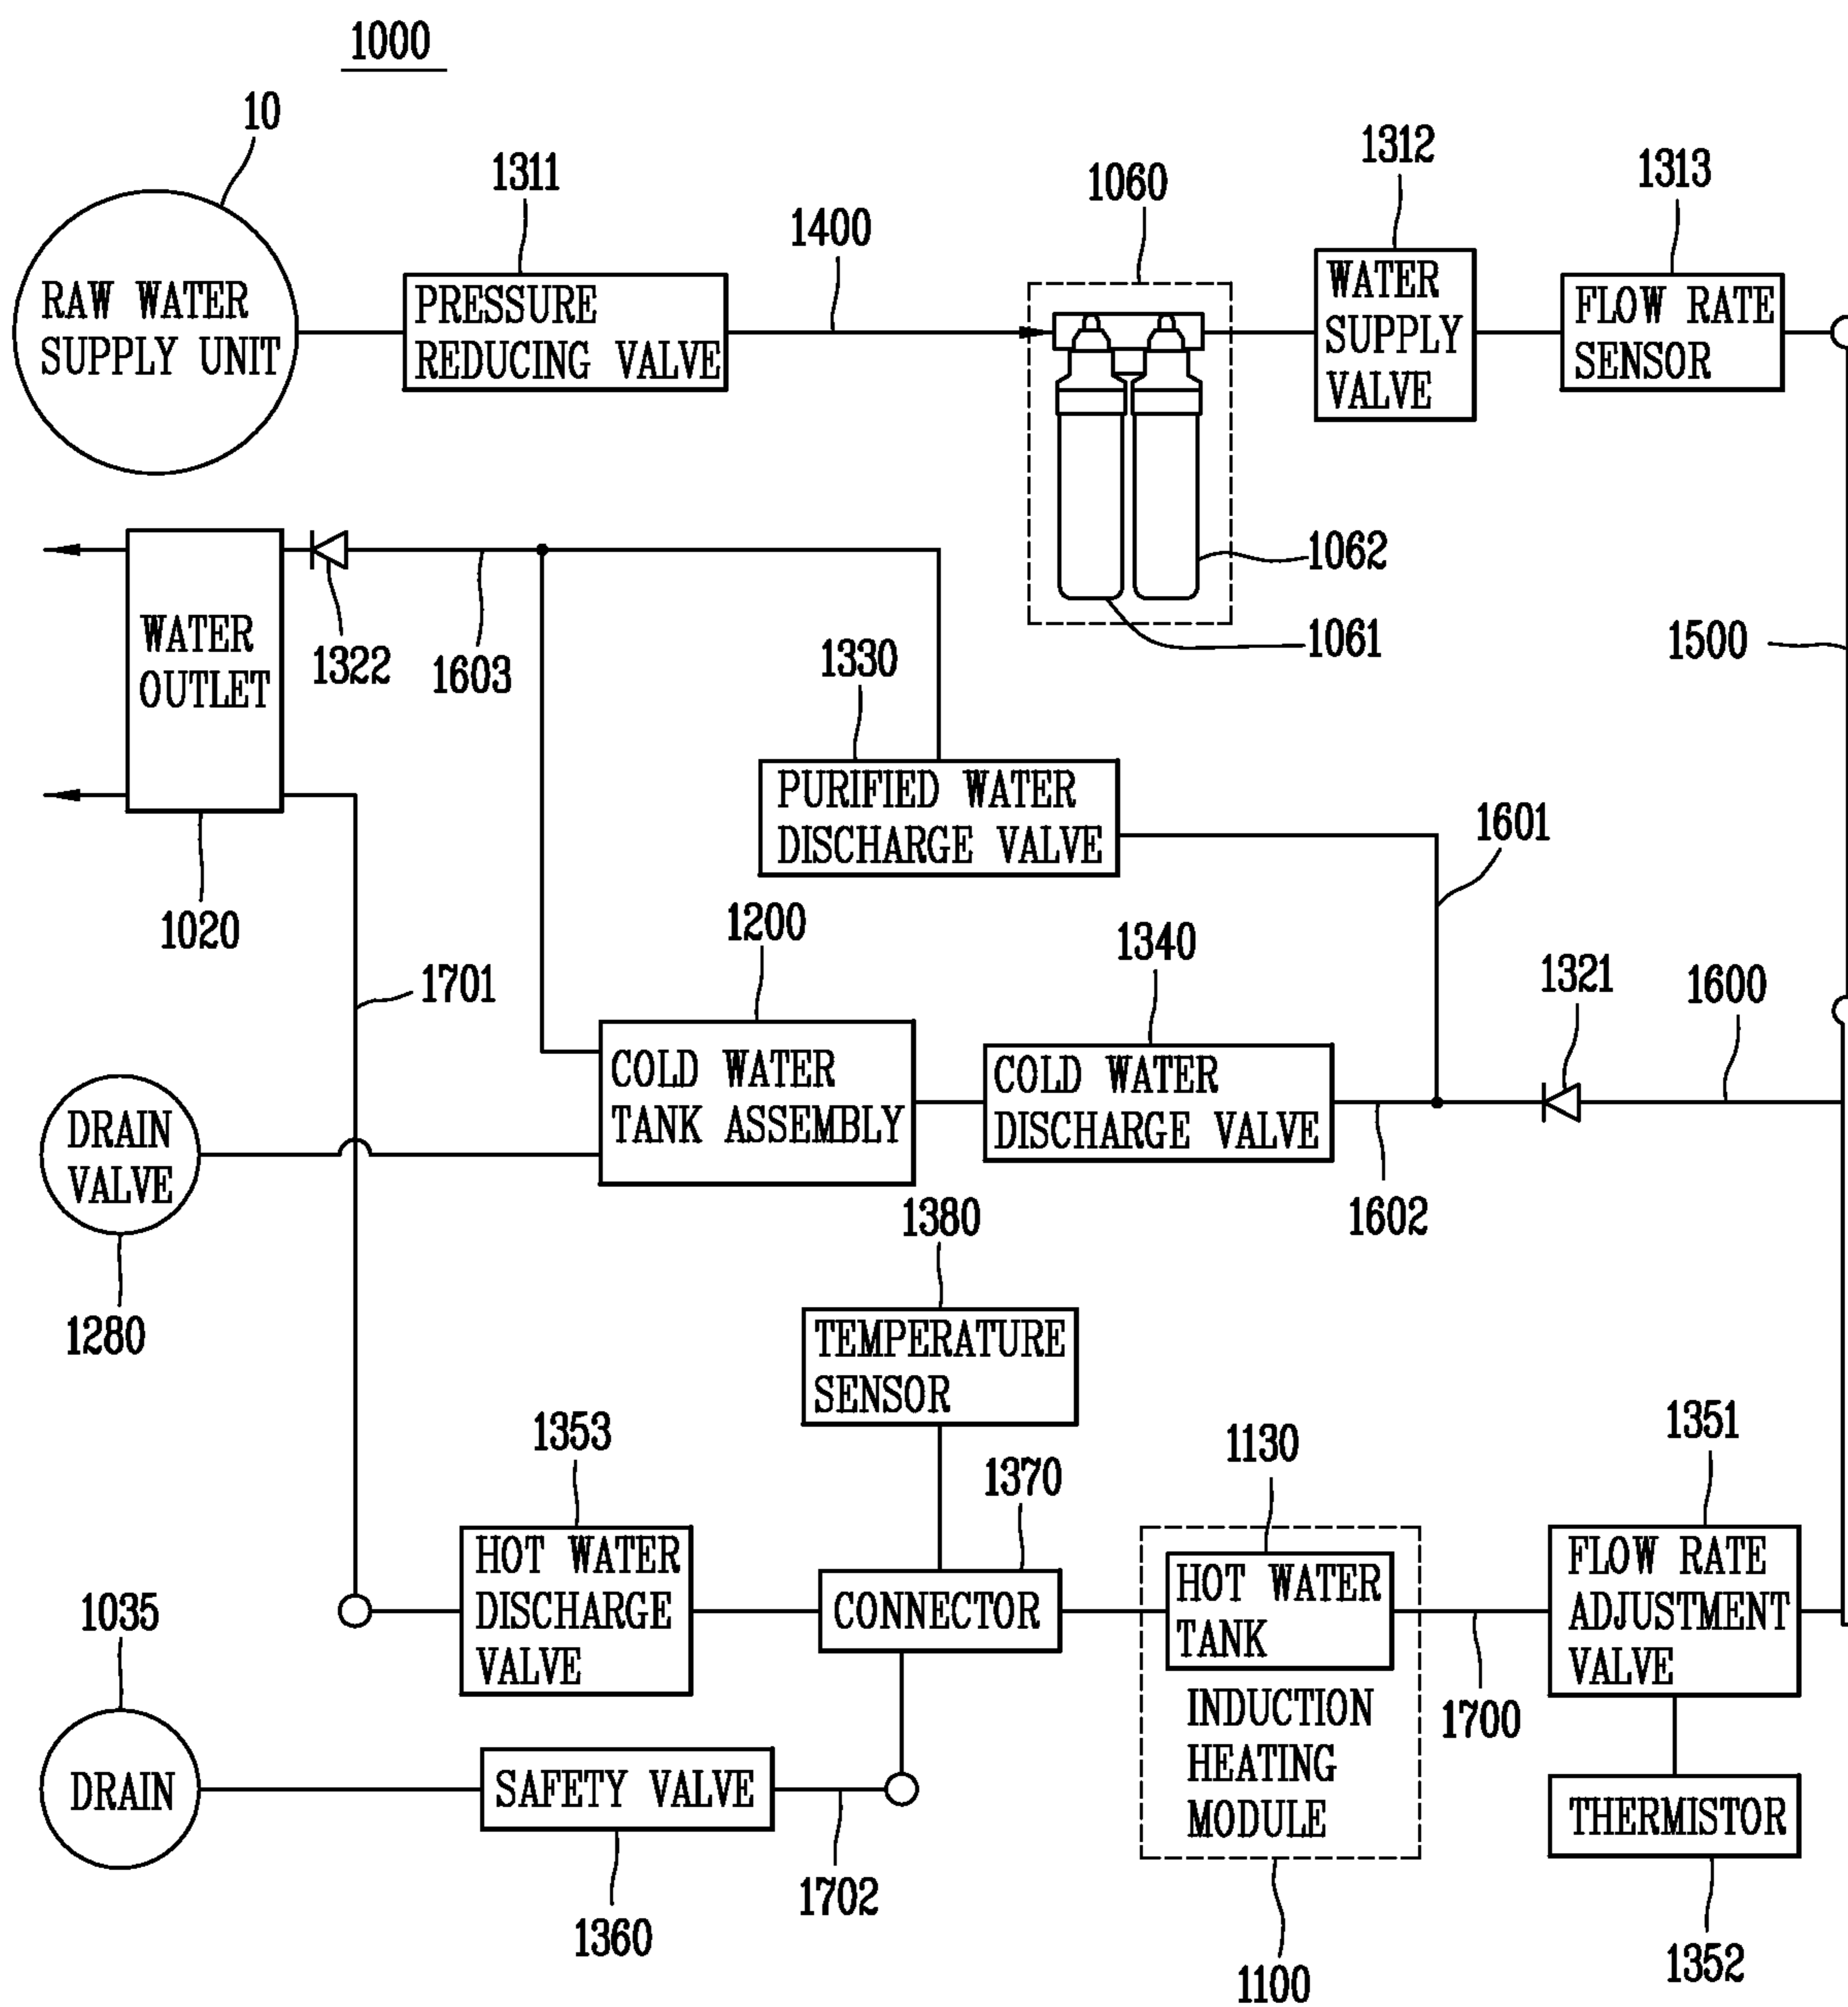 1000
10
1311
1400
1060
1312
1313
RAW WATER
SUPPLY UNIT
PRESSURE
REDUCING VALVE
WATER
SUPPLY
VALVE
FLOW RATE
SENSOR
1062
1061
1500
WATER
OUTLET
1322
1603
1330
PURIFIED WATER
DISCHARGE VALVE
1601
1020
1701
1200
1340
1321
1600
COLD WATER
TANK ASSEMBLY
COLD WATER
DISCHARGE VALVE
1602
DRAIN
VALVE
1280
1380
TEMPERATURE
SENSOR
1353
1370
1130
1351
HOT WATER
DISCHARGE
VALVE
CONNECTOR
HOT WATER
TANK
INDUCTION
HEATING
MODULE
1700
FLOW RATE
ADJUSTMENT
VALVE
1035
DRAIN
SAFETY VALVE
1702
1360
1100
THERMISTOR
1352